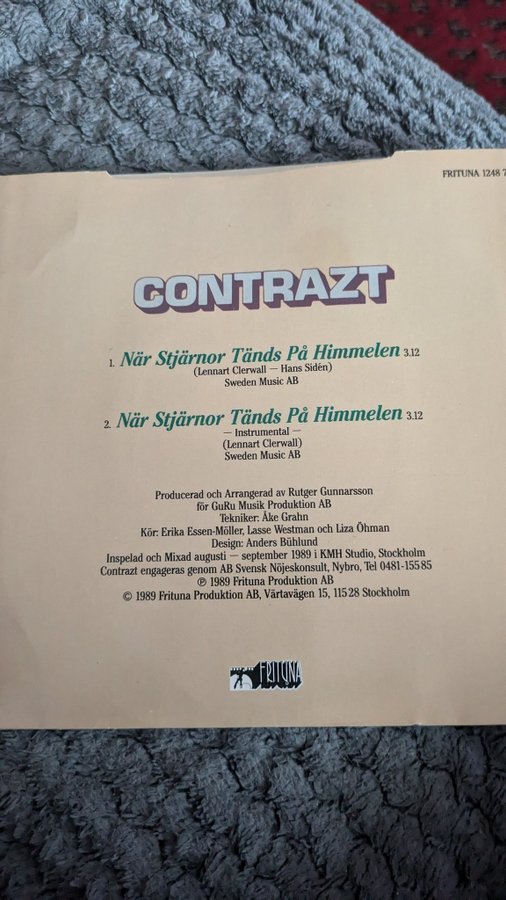 FRITUNA 1248 7
CONTRAZT
1. När Stjärnor Tänds På Himmelen 3.12
(Lennart Clerwall — Hans Sidén)
Sweden Music AB
2. När Stjärnor Tänds På Himmelen 3.12
— Instrumental —
(Lennart Clerwall)
Sweden Music AB
Producerad och Arrangerad av Rutger Gunnarsson
för GuRu Musik Produktion AB
Tekniker: Åke Grahn
Kör: Erika Essen-Möller, Lasse Westman och Liza Öhman
Design: Anders Bühlund
Inspelad och Mixad augusti – september 1989 i KMH Studio, Stockholm
Contrazt engageras genom AB Svensk Nöjeskonsult, Nybro, Tel 0481-155 85
℗ 1989 Frituna Produktion AB
© 1989 Frituna Produktion AB, Värtavägen 15, 115 28 Stockholm
FRITUNA